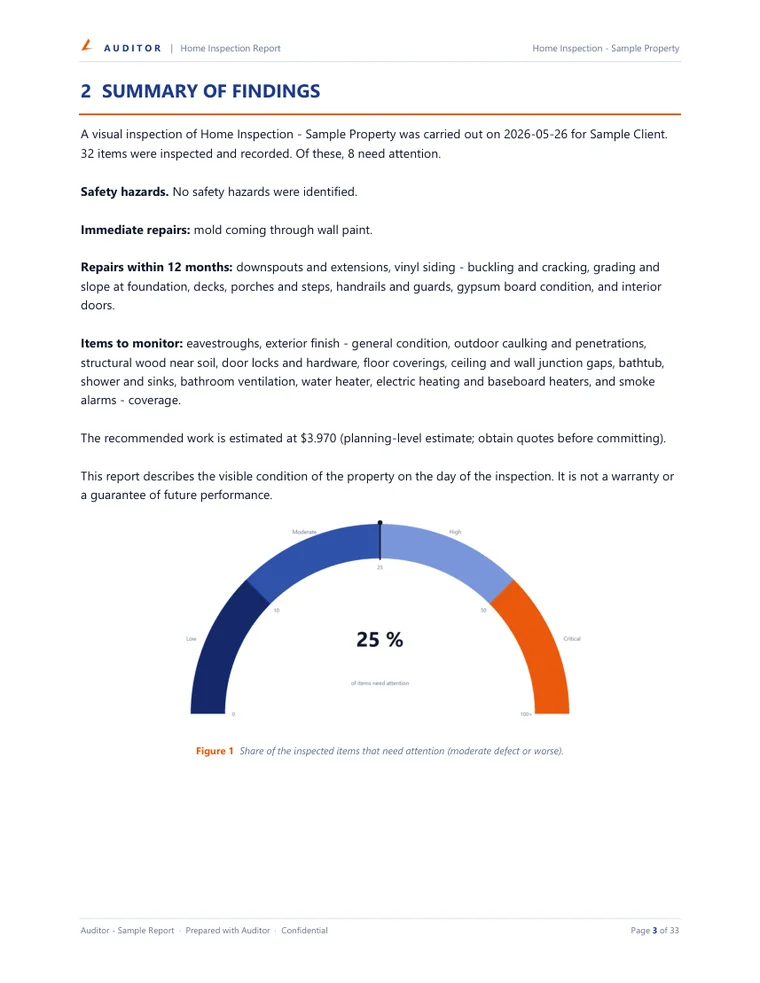 AUDITOR | Home Inspection Report
Home Inspection - Sample Property
2 SUMMARY OF FINDINGS
A visual inspection of Home Inspection - Sample Property was carried out on 2026-05-26 for Sample Client.
32 items were inspected and recorded. Of these, 8 need attention.
Safety hazards. No safety hazards were identified.
Immediate repairs: mold coming through wall paint.
Repairs within 12 months: downspouts and extensions, vinyl siding - buckling and cracking, grading and
slope at foundation, decks, porches and steps, handrails and guards, gypsum board condition, and interior
doors.
Items to monitor: eavestroughs, exterior finish - general condition, outdoor caulking and penetrations,
structural wood near soil, door locks and hardware, floor coverings, ceiling and wall junction gaps, bathtub,
shower and sinks, bathroom ventilation, water heater, electric heating and baseboard heaters, and smoke
alarms - coverage.
The recommended work is estimated at $3.970 (planning-level estimate; obtain quotes before committing).
This report describes the visible condition of the property on the day of the inspection. It is not a warranty or
a guarantee of future performance.
Moderate
High
25
10
50
Low
25 %
Critical
of items need attention
0
100+
Figure 1 Share of the inspected items that need attention (moderate defect or worse).
Auditor - Sample Report · Prepared with Auditor · Confidential
Page 3 of 33